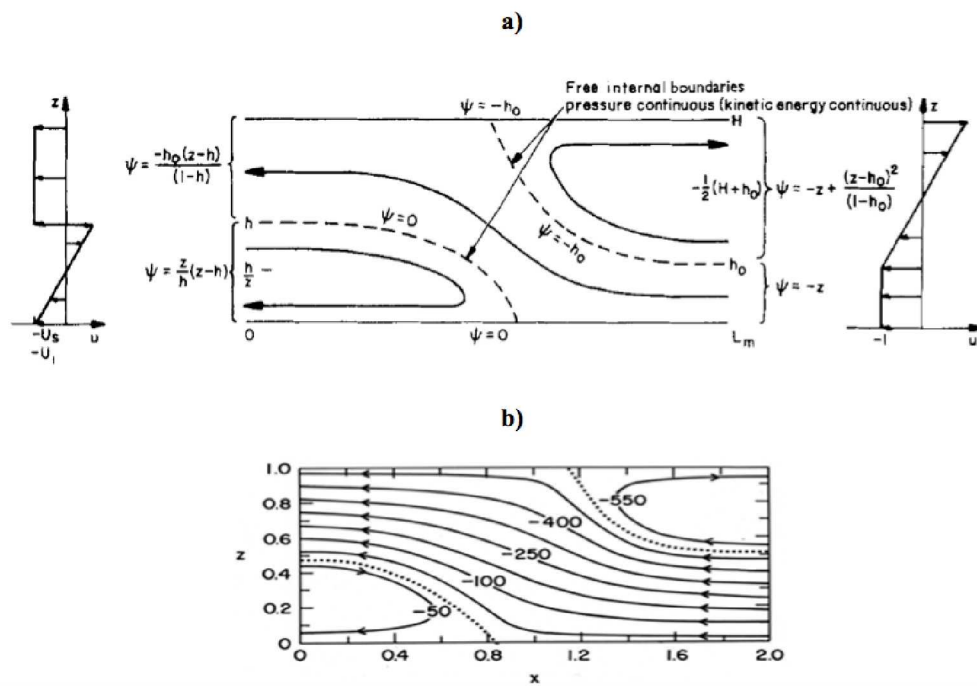 a)
Free internal boundaries
pressure continuous (kinetic energy continuous)
z
ψ = -h₀
H
z
ψ = -h₀(z-h)/(1-h)
-½(H+h₀)
ψ = -z + (z-h₀)²/(1-h₀)
h
ψ=0
ψ=-h₀
h₀
ψ = z/h (z-h)
h/z
ψ = -z
-Uₛ
u
0
ψ=0
Lₘ
-1
u
-U₁
b)
1.0
0.8
0.6
z
0.4
0.2
0
-550
-400
-250
-100
-50
0
0.4
0.8
1.2
1.6
2.0
x